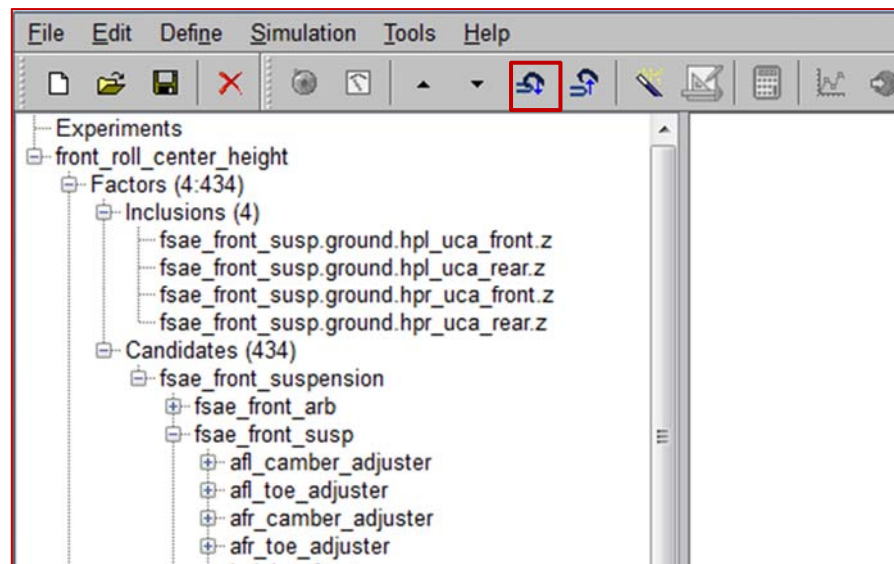 File Edit Define Simulation Tools Help
Experiments
front_roll_center_height
Factors (4:434)
Inclusions (4)
fsae_front_susp.ground.hpl_uca_front.z
fsae_front_susp.ground.hpl_uca_rear.z
fsae_front_susp.ground.hpr_uca_front.z
fsae_front_susp.ground.hpr_uca_rear.z
Candidates (434)
fsae_front_suspension
fsae_front_arb
fsae_front_susp
afl_camber_adjuster
afl_toe_adjuster
afr_camber_adjuster
afr_toe_adjuster